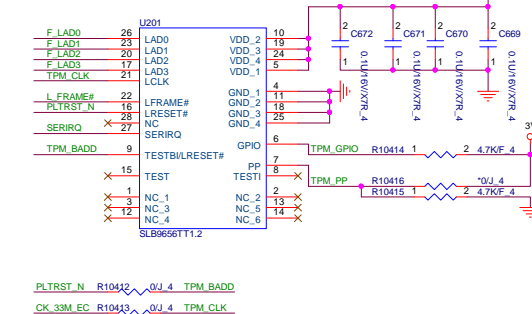 U201
F_LAD0 26 LAD0 VDD_2 10
F_LAD1 23 LAD1 VDD_3 19
F_LAD2 20 LAD2 VDD_4 24
F_LAD3 17 LAD3 VDD_1 5
TPM_CLK 21 LCLK
GND_1 4
L_FRAME# 22 LFRAME# GND_2 11
PLTRST_N 16 LRESET# GND_3 18
28 NC GND_4 25
SERIRQ 27 SERIRQ
GPIO 6 TPM_GPIO R10414 1 2 4.7K/F_4
TPM_BADD 9 TESTBI/LRESET# PP 7
15 TEST TESTI 8
TPM_PP R10416 *0/J_4
R10415 1 2 4.7K/F_4
1 NC_1 NC_2 2
3 NC_3 NC_5 13
12 NC_4 NC_6 14
SLB9656TT1.2
2 C672 2 C671 2 C670 2 C669
1 1 1 1
0.1U/16V/X7R_4
0.1U/16V/X7R_4
0.1U/16V/X7R_4
0.1U/16V/X7R_4
PLTRST_N R10412 0/J_4 TPM_BADD
CK_33M_EC R10413 0/J_4 TPM_CLK